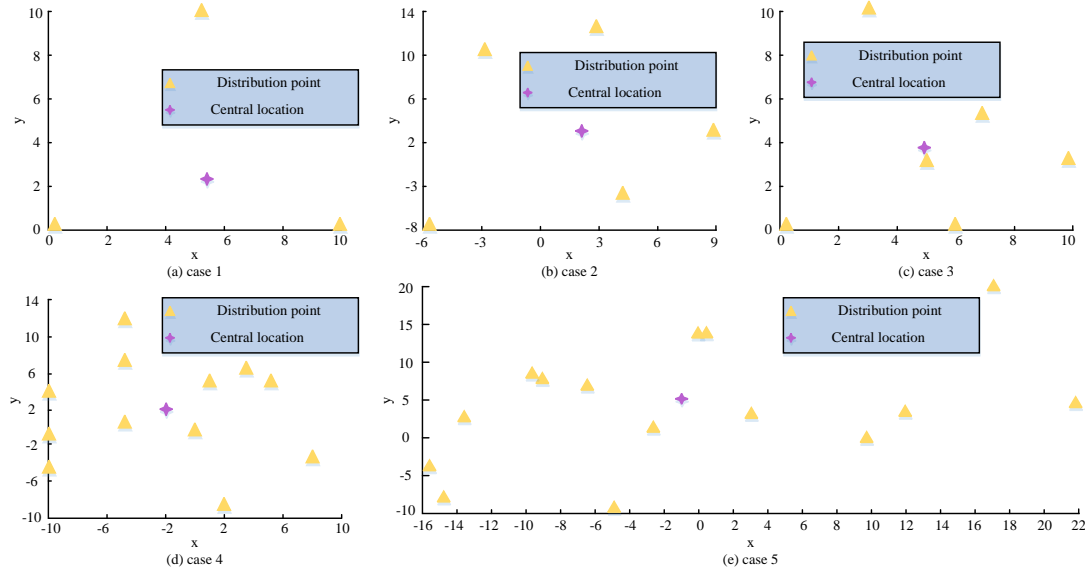 10
8
6
4
2
0
y
Distribution point
Central location
0 2 4 6 8 10
x
(a) case 1
14
10
6
2
-3
-8
y
Distribution point
Central location
-6 -3 0 3 6 9
x
(b) case 2
10
8
6
4
2
0
y
Distribution point
Central location
0 2 4 6 8 10
x
(c) case 3
14
10
6
2
-2
-6
-10
y
Distribution point
Central location
-10 -6 -2 2 6 10
x
(d) case 4
20
15
10
5
0
-5
-10
y
Distribution point
Central location
-16 -14 -12 -10 -8 -6 -4 -2 0 2 4 6 8 10 12 14 16 18 20 22
x
(e) case 5